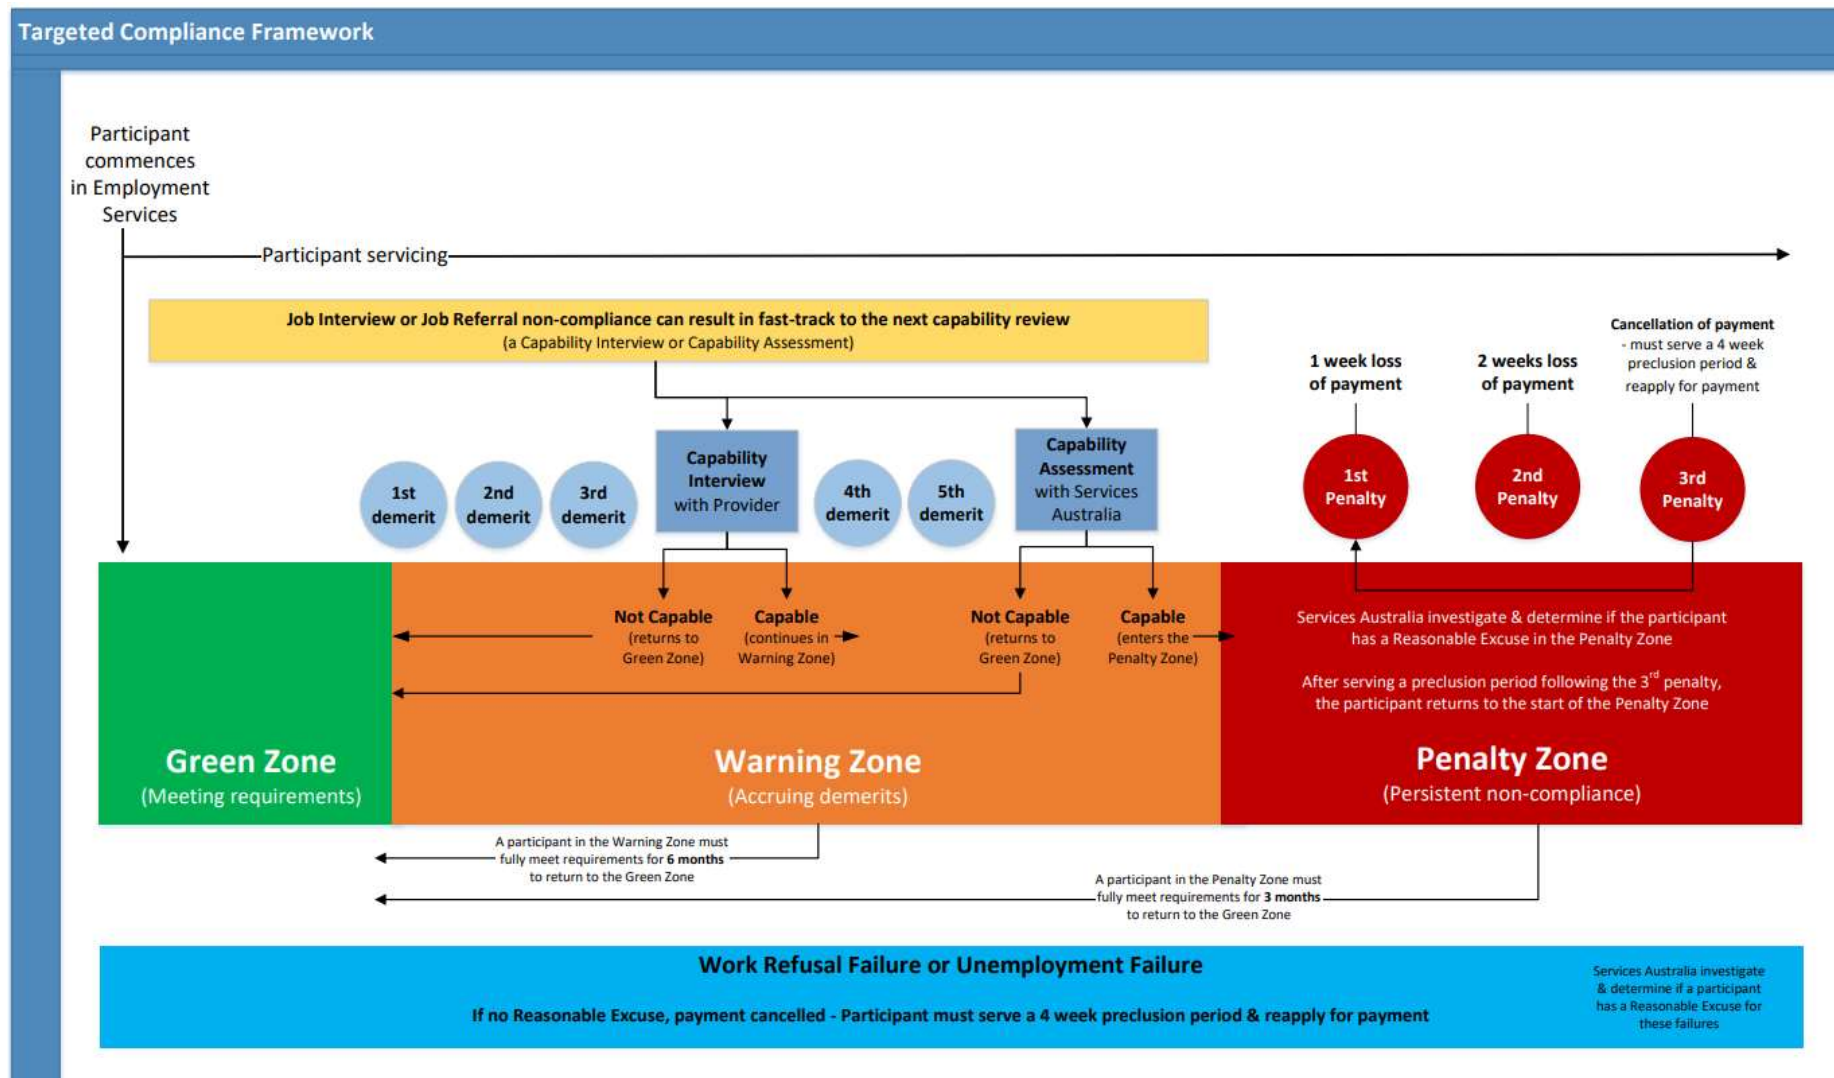 Targeted Compliance Framework
Participant
commences
in Employment
Services
Participant servicing
Job Interview or Job Referral non-compliance can result in fast-track to the next capability review
(a Capability Interview or Capability Assessment)
1st
demerit
2nd
demerit
3rd
demerit
Capability
Interview
with Provider
4th
demerit
5th
demerit
Capability
Assessment
with Services
Australia
1 week loss
of payment
2 weeks loss
of payment
Cancellation of payment
- must serve a 4 week
preclusion period &
reapply for payment
1st
Penalty
2nd
Penalty
3rd
Penalty
Not Capable
(returns to
Green Zone)
Capable
(continues in
Warning Zone)
Not Capable
(returns to
Green Zone)
Capable
(enters the
Penalty Zone)
Services Australia investigate & determine if the participant
has a Reasonable Excuse in the Penalty Zone
After serving a preclusion period following the 3rd penalty,
the participant returns to the start of the Penalty Zone
Green Zone
(Meeting requirements)
Warning Zone
(Accruing demerits)
Penalty Zone
(Persistent non-compliance)
A participant in the Warning Zone must
fully meet requirements for 6 months
to return to the Green Zone
A participant in the Penalty Zone must
fully meet requirements for 3 months
to return to the Green Zone
Work Refusal Failure or Unemployment Failure
If no Reasonable Excuse, payment cancelled - Participant must serve a 4 week preclusion period & reapply for payment
Services Australia investigate
& determine if a participant
has a Reasonable Excuse for
these failures